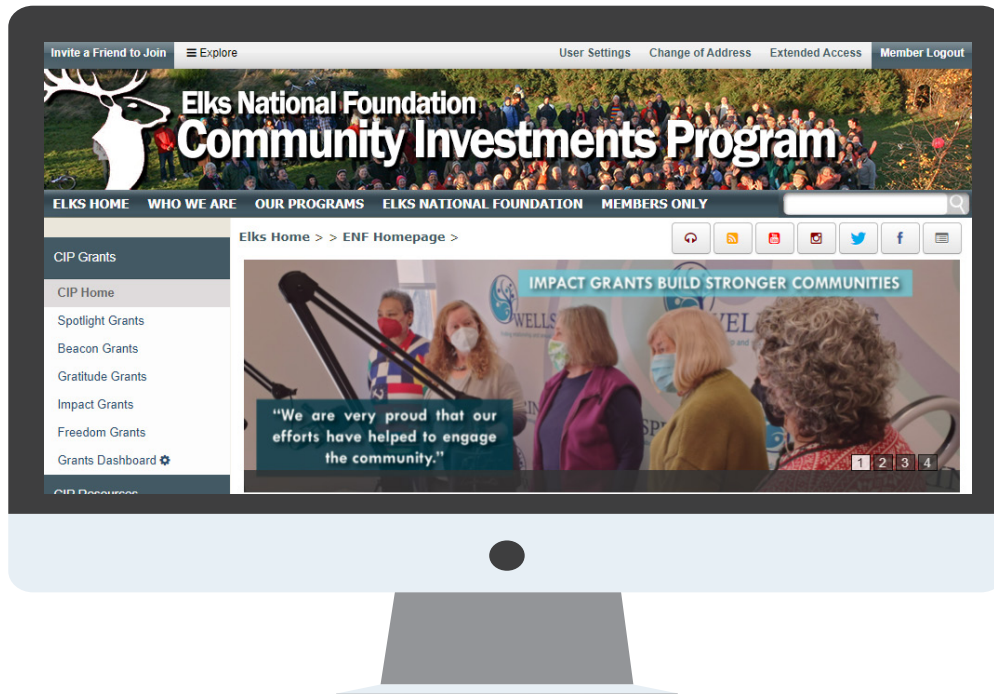 Invite a Friend to Join
Explore
User Settings
Change of Address
Extended Access
Member Logout
Elks National Foundation
Community Investments Program
ELKS HOME
WHO WE ARE
OUR PROGRAMS
ELKS NATIONAL FOUNDATION
MEMBERS ONLY
Elks Home > > ENF Homepage >
CIP Grants
CIP Home
Spotlight Grants
Beacon Grants
Gratitude Grants
Impact Grants
Freedom Grants
Grants Dashboard
CIP Resources
IMPACT GRANTS BUILD STRONGER COMMUNITIES
"We are very proud that our
efforts have helped to engage
the community."
1 2 3 4